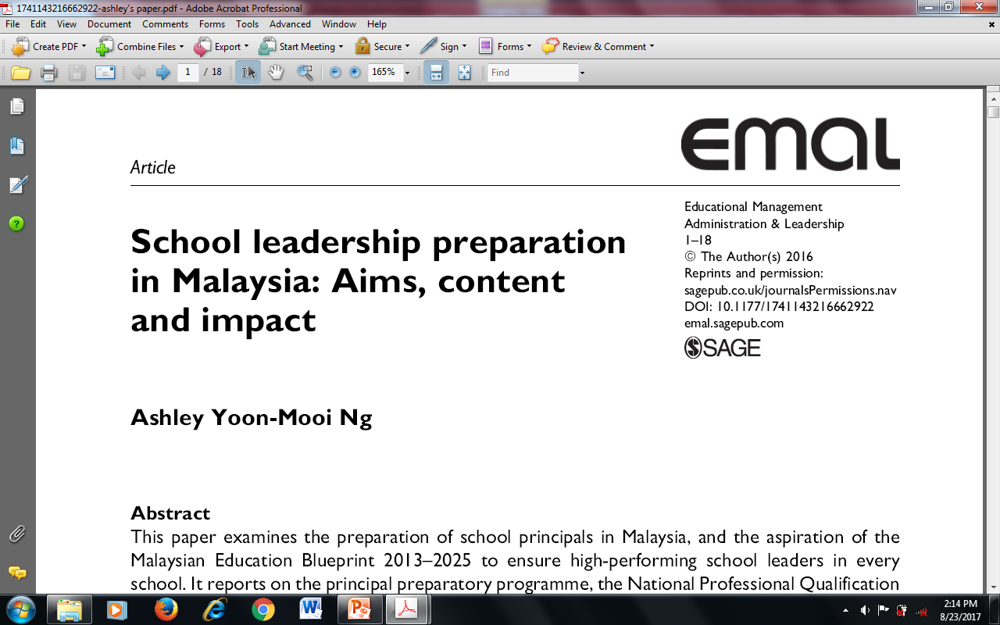 1741143216662922-ashley's paper.pdf - Adobe Acrobat Professional
File Edit View Document Comments Forms Tools Advanced Window Help
Create PDF Combine Files Export Start Meeting Secure Sign Forms Review & Comment
1 / 18 165% Find
emal
Article
Educational Management
Administration & Leadership
1–18
© The Author(s) 2016
Reprints and permission:
sagepub.co.uk/journalsPermissions.nav
DOI: 10.1177/1741143216662922
emal.sagepub.com
SAGE
School leadership preparation
in Malaysia: Aims, content
and impact
Ashley Yoon-Mooi Ng
Abstract
This paper examines the preparation of school principals in Malaysia, and the aspiration of the
Malaysian Education Blueprint 2013–2025 to ensure high-performing school leaders in every
school. It reports on the principal preparatory programme, the National Professional Qualification
2:14 PM
8/23/2017